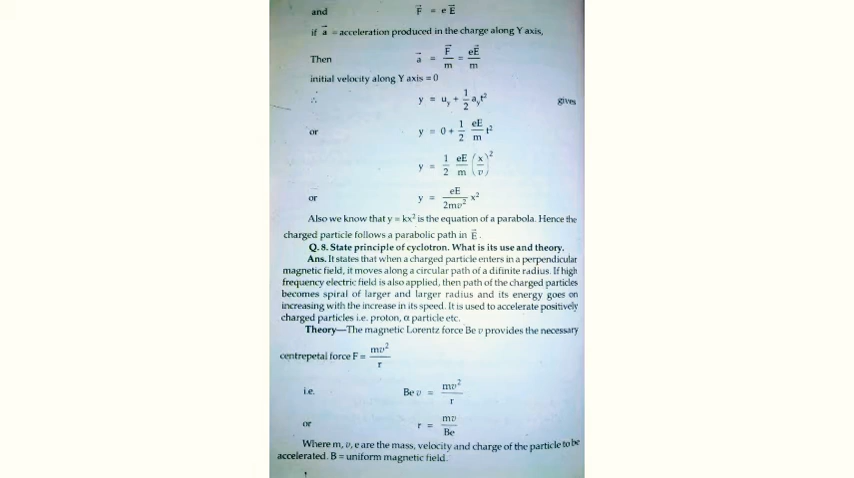 and F⃗ = e E⃗
if a⃗ = acceleration produced in the charge along Y axis,
Then a⃗ = F⃗/m = eE⃗/m
initial velocity along Y axis = 0
∴ y = u_y + 1/2 a_y t² gives
or y = 0 + 1/2 eE/m t²
y = 1/2 eE/m (x/v)²
or y = eE/2mv² x²
Also we know that y = kx² is the equation of a parabola. Hence the
charged particle follows a parabolic path in E⃗.
Q. 8. State principle of cyclotron. What is its use and theory.
Ans. It states that when a charged particle enters in a perpendicular
magnetic field, it moves along a circular path of a difinite radius. If high
frequency electric field is also applied, then path of the charged particles
becomes spiral of larger and larger radius and its energy goes on
increasing with the increase in its speed. It is used to accelerate positively
charged particles i.e. proton, α particle etc.
Theory—The magnetic Lorentz force Be v provides the necessary
centrepetal force F = mv²/r
i.e. Be v = mv²/r
or r = mv/Be
Where m, v, e are the mass, velocity and charge of the particle to be
accelerated. B = uniform magnetic field.